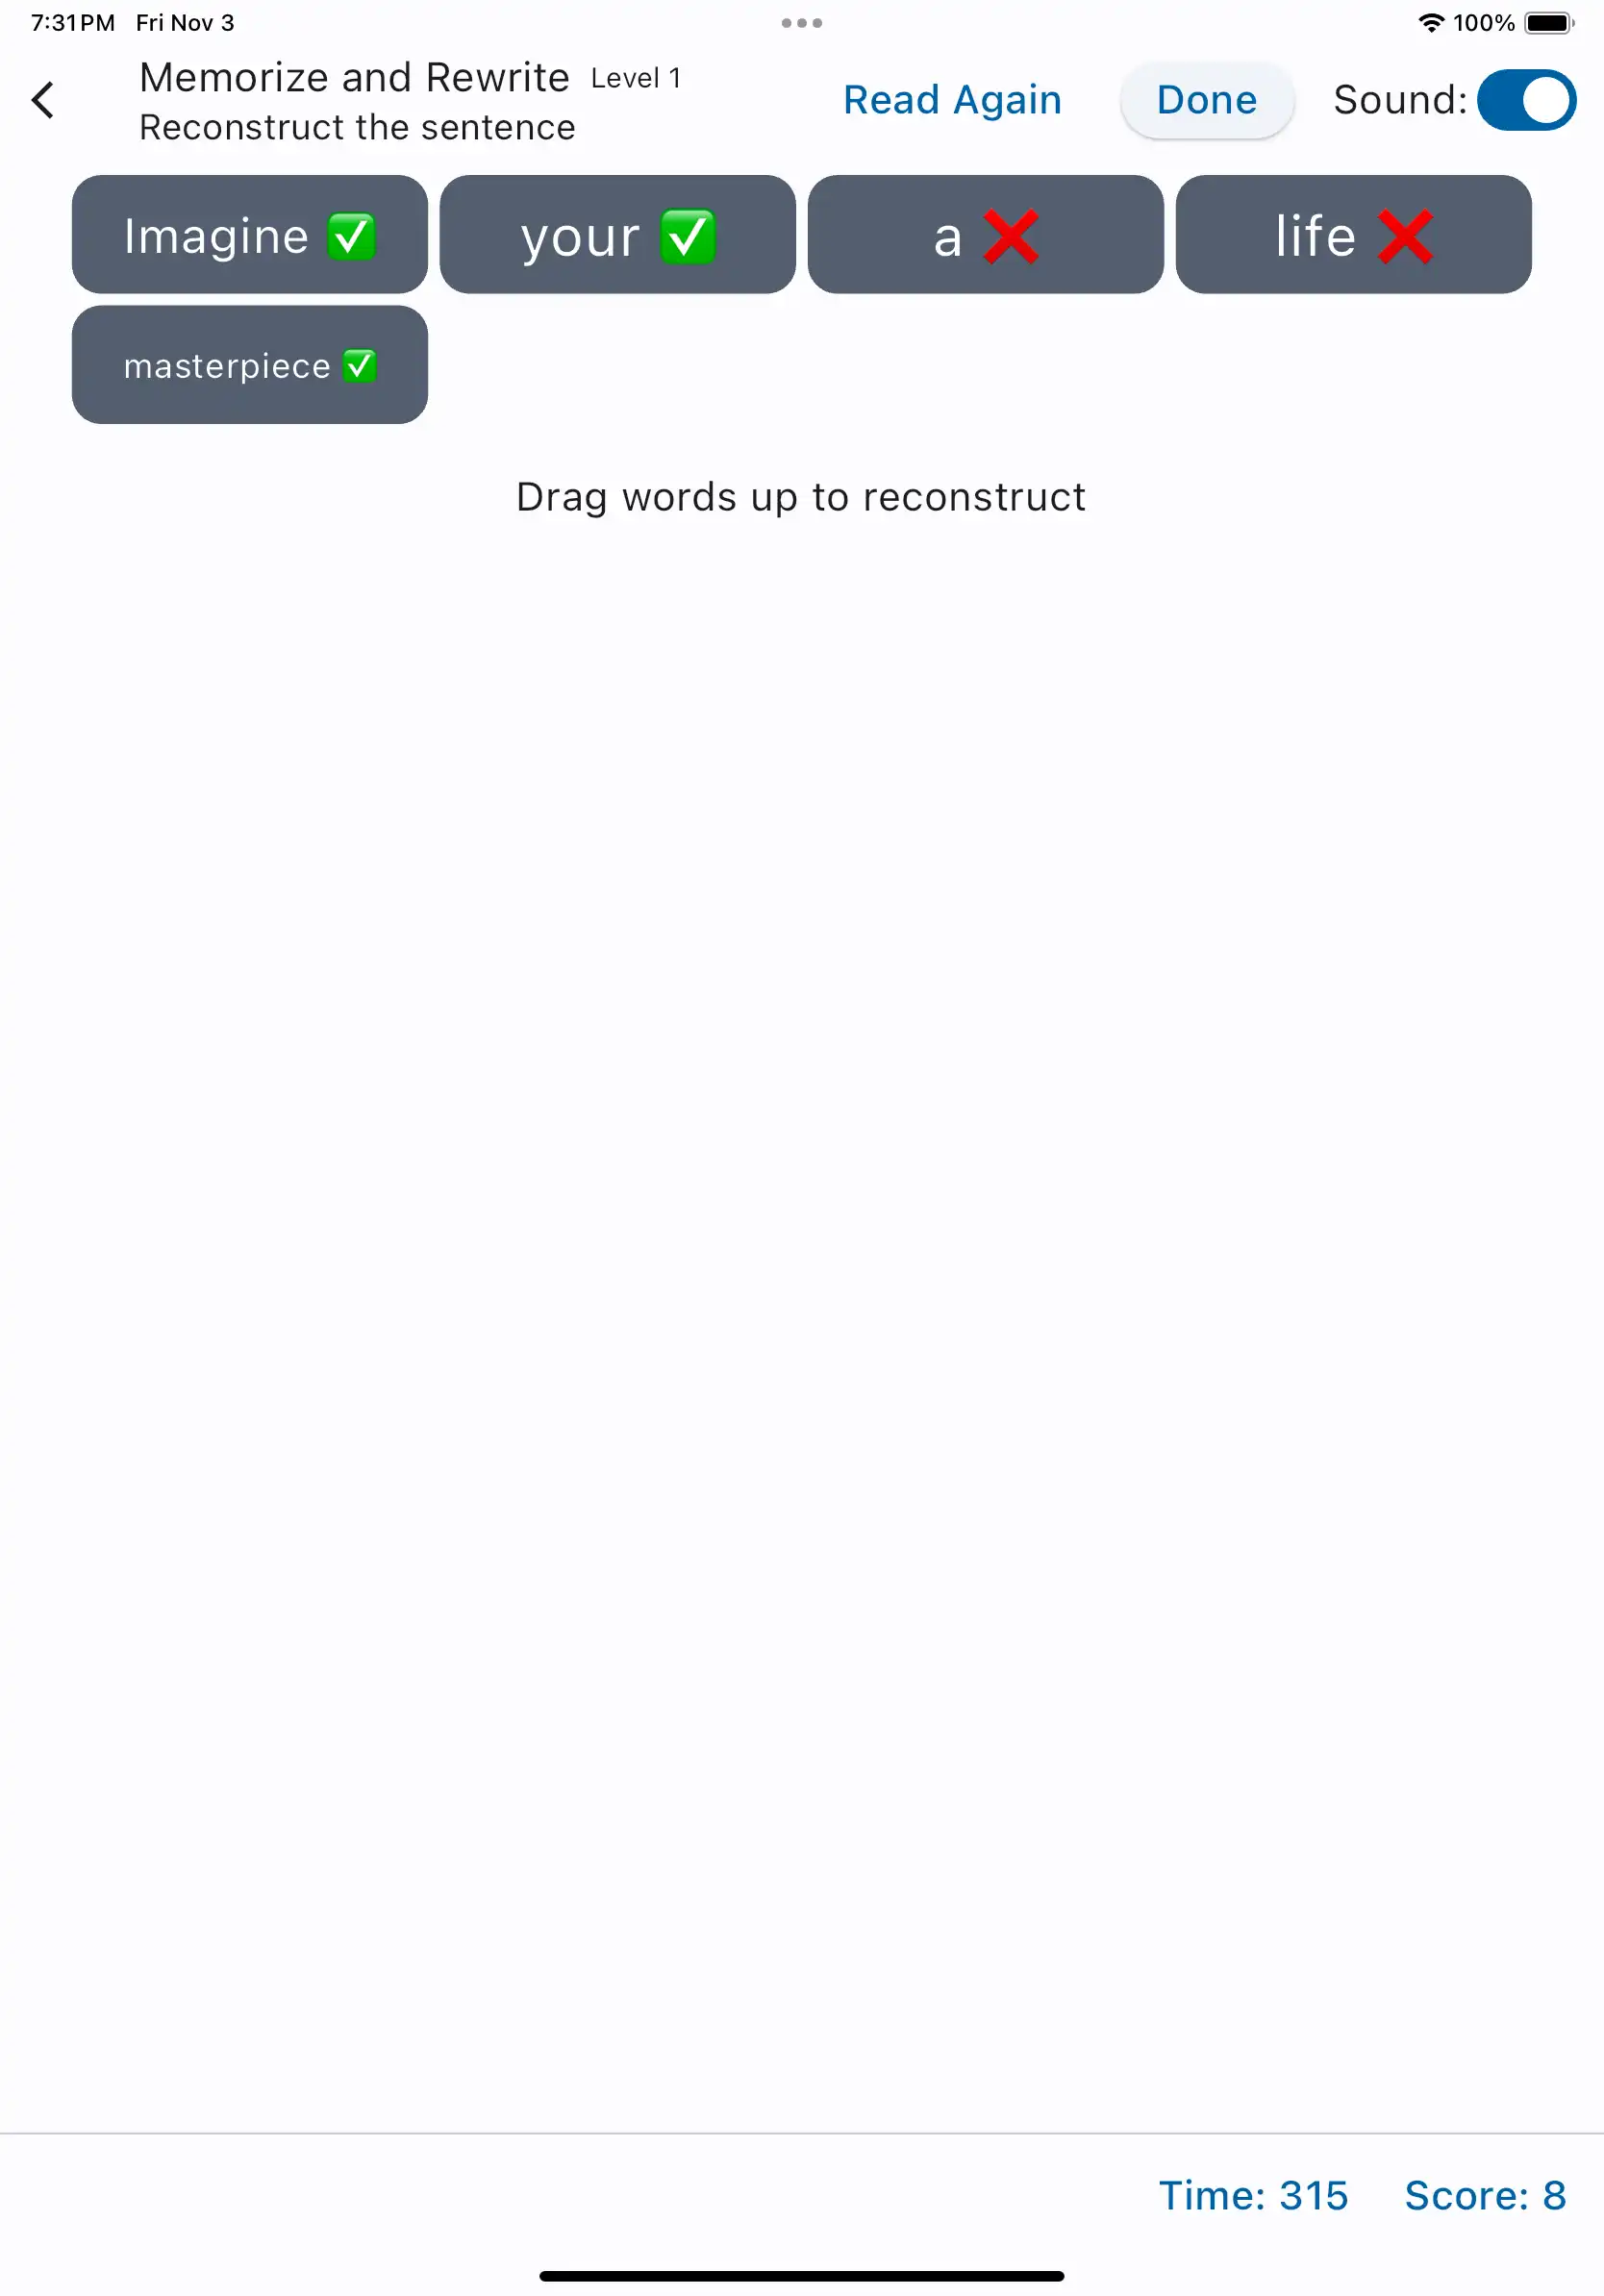 7:31 PM Fri Nov 3
100%
Memorize and Rewrite Level 1
Reconstruct the sentence
Read Again
Done
Sound:
Imagine ✅ your ✅ a ❌ life ❌
masterpiece ✅
Drag words up to reconstruct
Time: 315 Score: 8